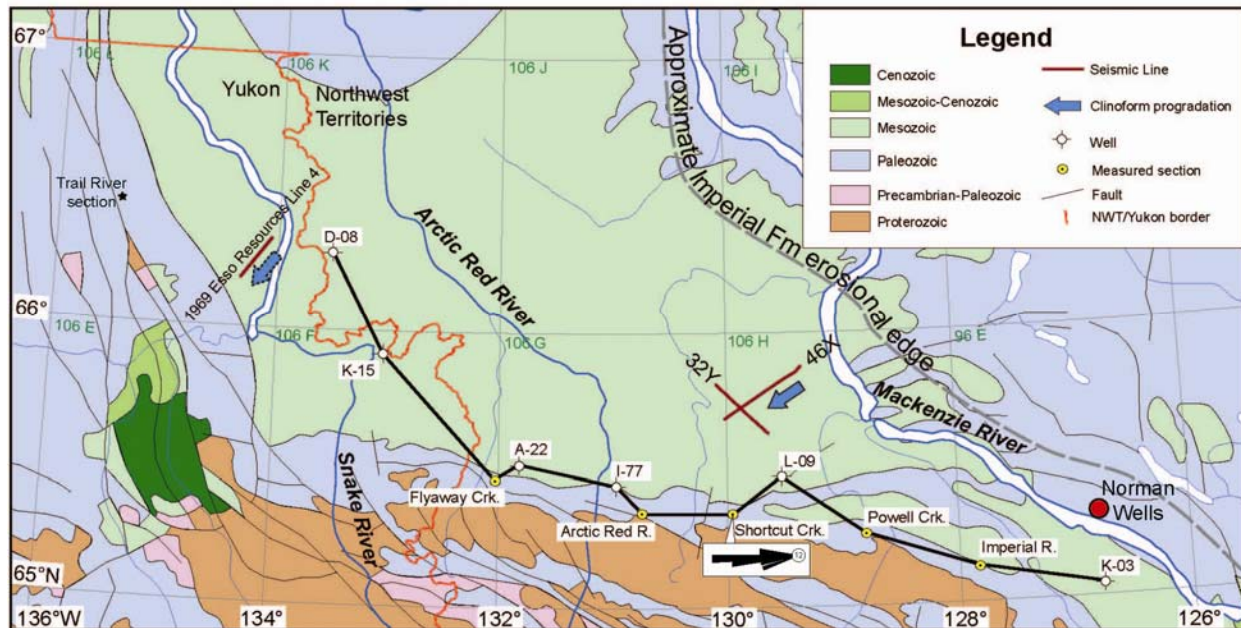 67°
106 L
106 K
106 J
106 I
Yukon
Northwest
Territories
Approximate Imperial Fm erosional edge
Legend
Cenozoic
Mesozoic-Cenozoic
Mesozoic
Paleozoic
Precambrian-Paleozoic
Proterozoic
Seismic Line
Clinoform progradation
Well
Measured section
Fault
NWT/Yukon border
Trail River
section
1969 Esso Resources Line 4
D-08
Arctic Red River
66°
106 E
106 F
106 G
106 H
96 E
K-15
32Y
46X
Mackenzie River
Snake River
A-22
I-77
L-09
Flyaway Crk.
Arctic Red R.
Shortcut Crk.
Powell Crk.
Imperial R.
Norman
Wells
K-03
12
65°N
136°W
134°
132°
130°
128°
126°